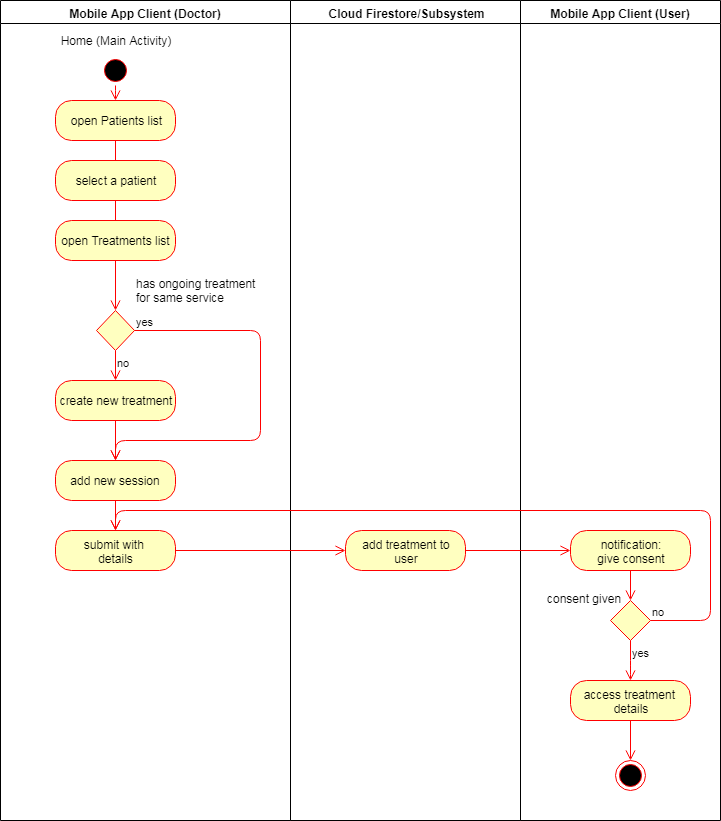 Mobile App Client (Doctor)
Cloud Firestore/Subsystem
Mobile App Client (User)
Home (Main Activity)
open Patients list
select a patient
open Treatments list
has ongoing treatment
for same service
yes
no
create new treatment
add new session
submit with
details
add treatment to
user
notification:
give consent
consent given
no
yes
access treatment
details